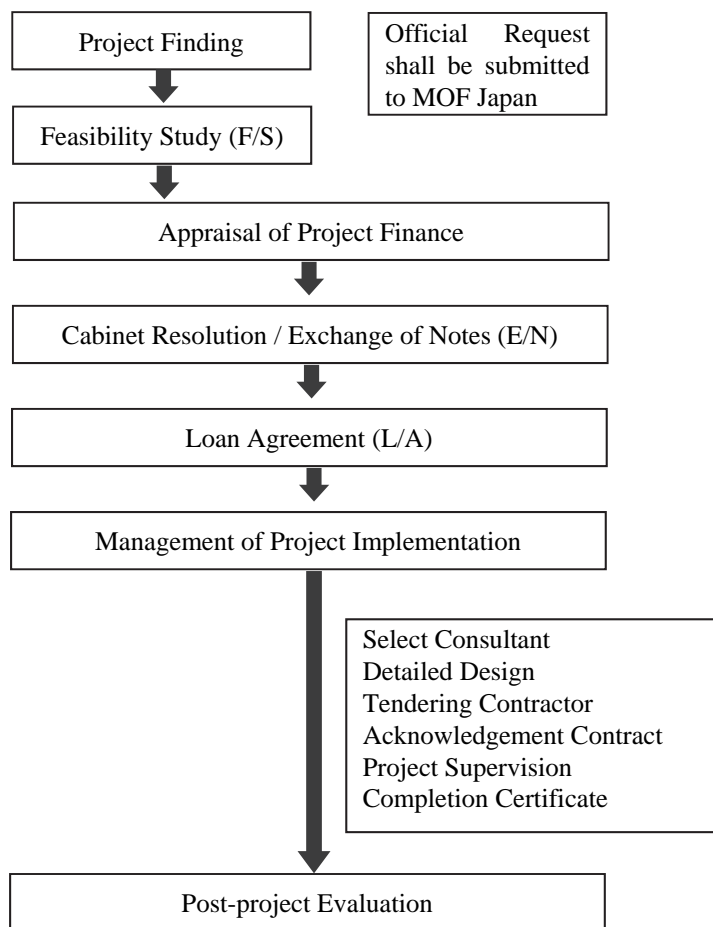 Project Finding
Official Request
shall be submitted
to MOF Japan
Feasibility Study (F/S)
Appraisal of Project Finance
Cabinet Resolution / Exchange of Notes (E/N)
Loan Agreement (L/A)
Management of Project Implementation
Select Consultant
Detailed Design
Tendering Contractor
Acknowledgement Contract
Project Supervision
Completion Certificate
Post-project Evaluation